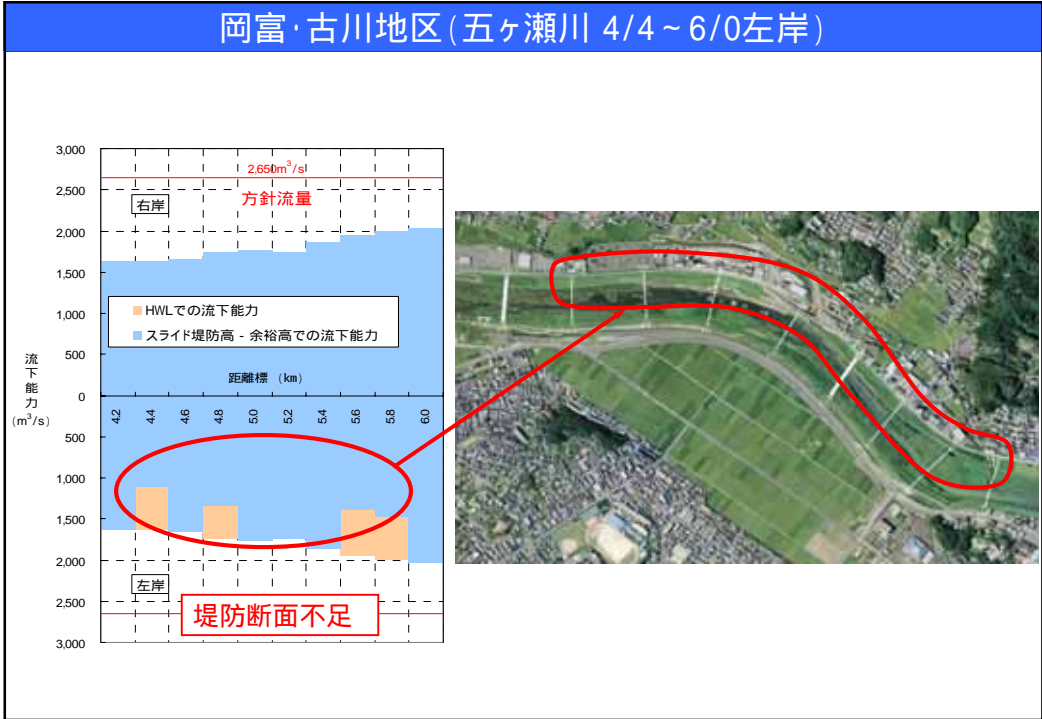 岡富・古川地区(五ヶ瀬川 4/4~6/0左岸)
3,000
2,500
2,000
1,500
1,000
500
0
500
1,000
1,500
2,000
2,500
3,000
流下能力
(m³/s)
2,650m³/s
方針流量
右岸
HWLでの流下能力
スライド堤防高 - 余裕高での流下能力
距離標 (km)
4.2
4.4
4.6
4.8
5.0
5.2
5.4
5.6
5.8
6.0
左岸
堤防断面不足